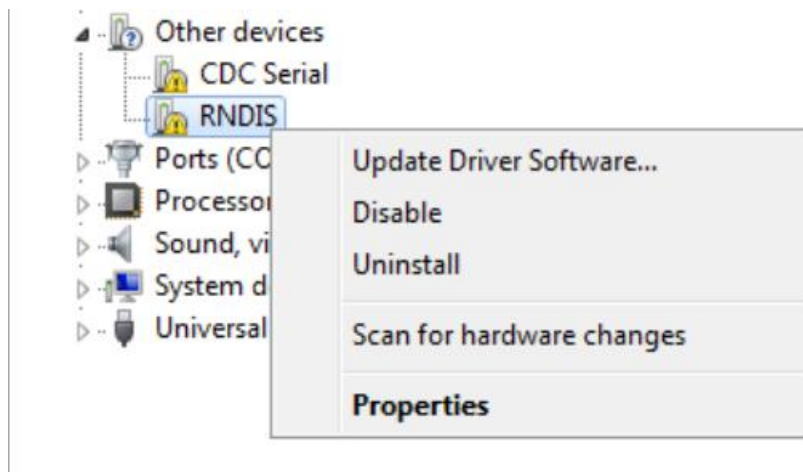 Other devices
CDC Serial
RNDIS
Ports (CO
Processor
Sound, vi
System d
Universal
Update Driver Software...
Disable
Uninstall
Scan for hardware changes
Properties